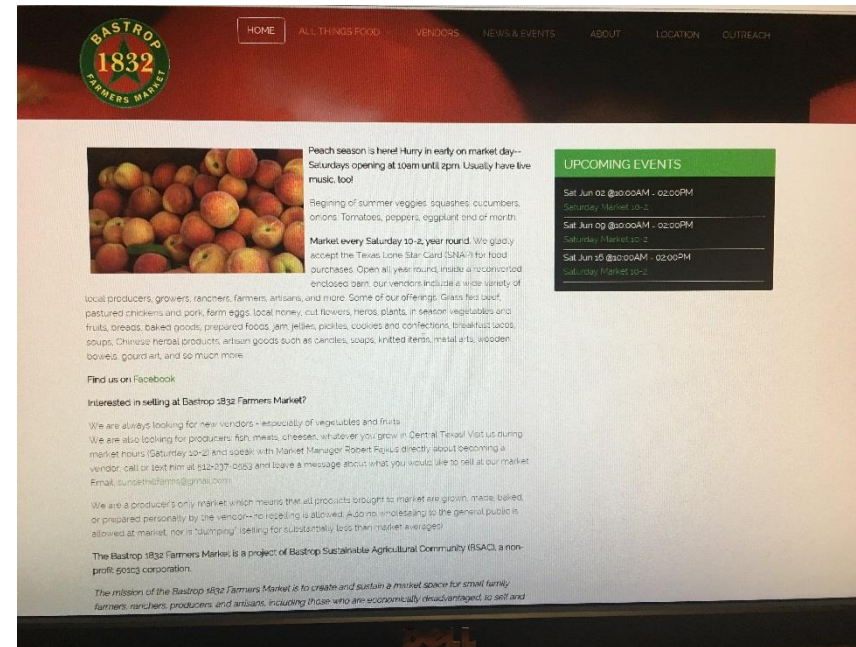 BASTROP
1832
FARMERS MARKET
HOME
ALL THINGS FOOD
VENDORS
NEWS & EVENTS
ABOUT
LOCATION
OUTREACH
Peach season is here! Hurry in early on market day--
Saturdays opening at 10am until 2pm. Usually have live
music, too!
Begining of summer veggies: squashes, cucumbers,
onions. Tomatoes, peppers, eggplant end of month.
Market every Saturday 10-2, year round. We gladly
accept the Texas Lone Star Card (SNAP) for food
purchases. Open all year round, inside a reconverted
enclosed barn, our vendors include a wide variety of
local producers, growers, ranchers, farmers, artisans, and more. Some of our offerings: Grass fed beef,
pastured chickens and pork, farm eggs, local honey, cut flowers, herbs, plants, in season vegetables and
fruits, breads, baked goods, prepared foods, jam, jellies, pickles, cookies and confections, breakfast tacos,
soups, Chinese herbal products, artisan goods such as candles, soaps, knitted items, metal arts, wooden
bowels, gourd art, and so much more.
Find us on Facebook
Interested in selling at Bastrop 1832 Farmers Market?
We are always looking for new vendors - especially of vegetables and fruits.
We are also looking for producers: fish, meats, cheeses, whatever you grow in Central Texas! Visit us during
market hours (Saturday 10-2) and speak with Market Manager Robert directly about becoming a
vendor, call or text him at 512-237- and leave a message about what you would like to sell at our market.
Email:
We are a producer's only market which means that all products brought to market are grown, made, baked,
or prepared personally by the vendor--no reselling is allowed. Also no wholesaling to the general public is
allowed at market, nor is "dumping" (selling for substantially less than market averages)
The Bastrop 1832 Farmers Market is a project of Bastrop Sustainable Agricultural Community (BSAC), a non-
profit 501c3 corporation.
The mission of the Bastrop 1832 Farmers Market is to create and sustain a market space for small family
farmers, ranchers, producers and artisans, including those who are economically disadvantaged, to sell and
UPCOMING EVENTS
Sat Jun 02 @10:00AM - 02:00PM
Saturday Market 10-2
Sat Jun 09 @10:00AM - 02:00PM
Saturday Market 10-2
Sat Jun 16 @10:00AM - 02:00PM
Saturday Market 10-2
DELL